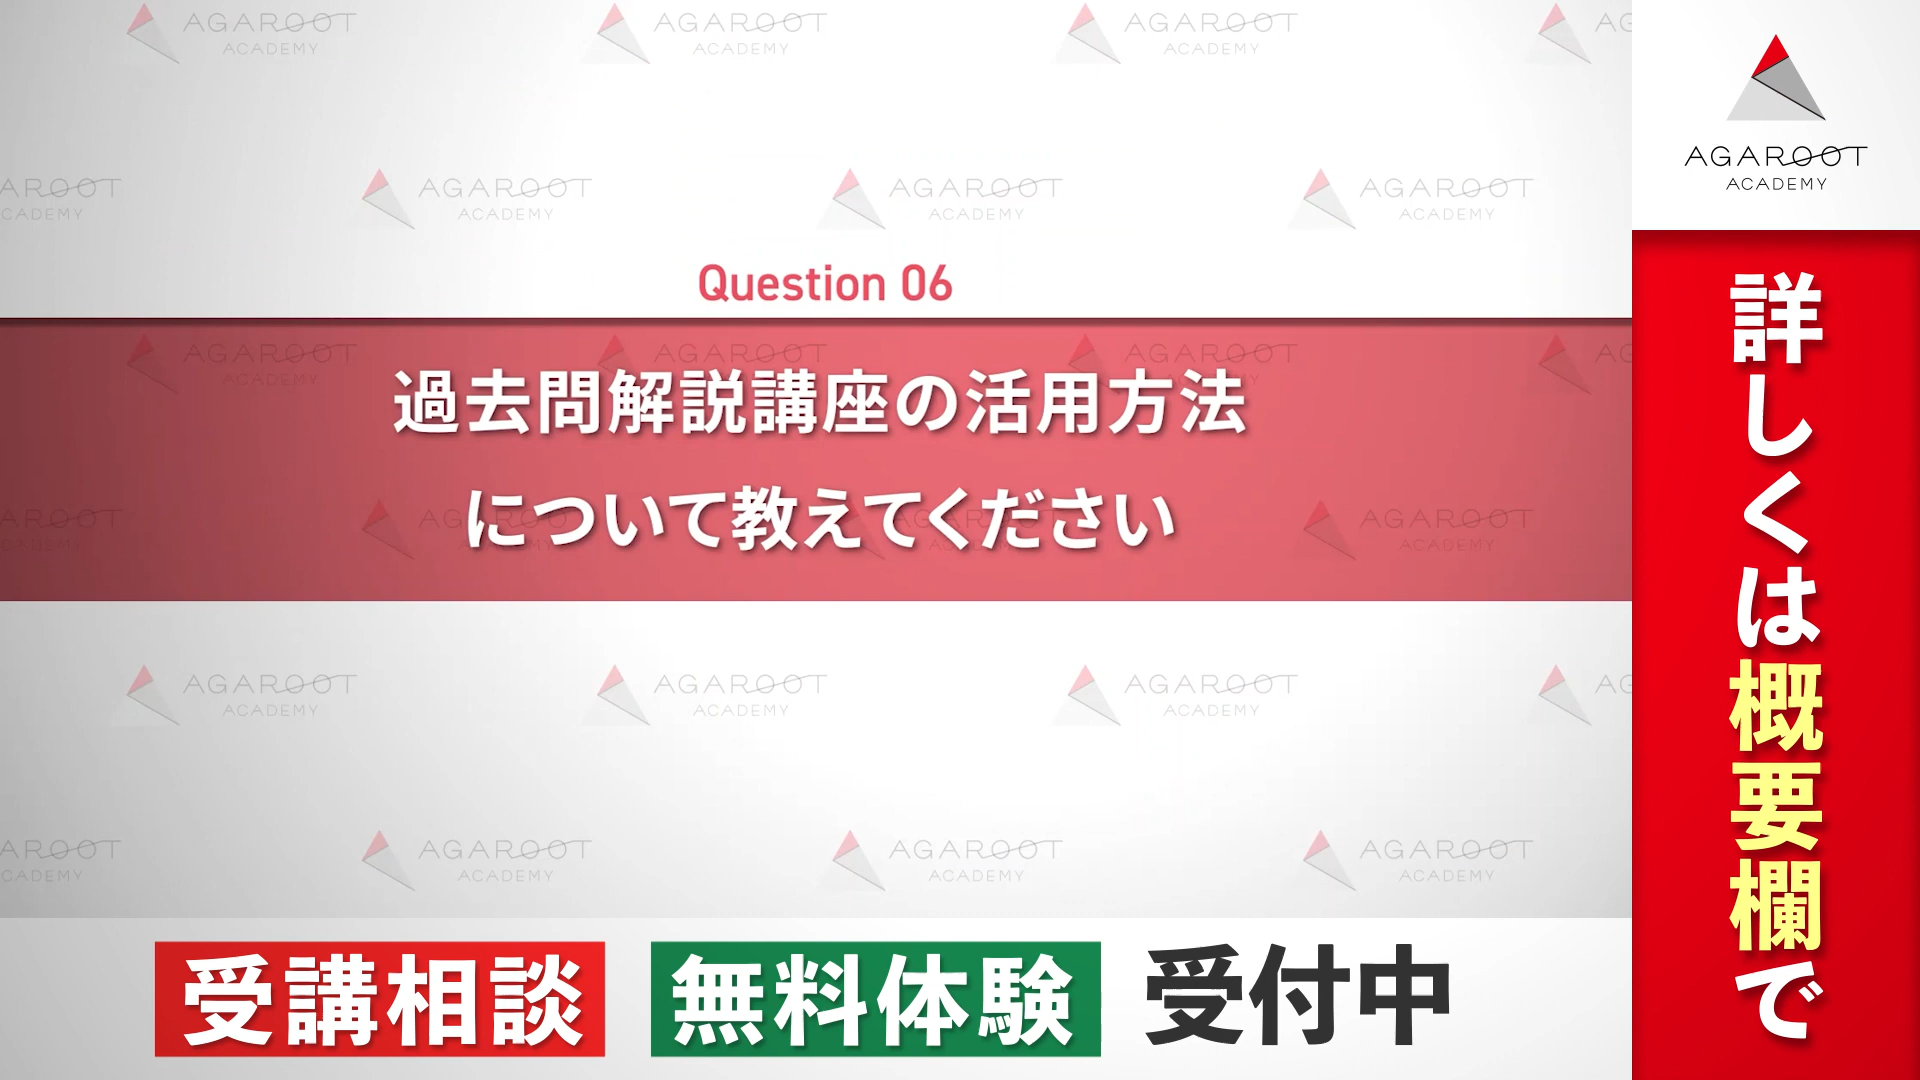 Question 06
過去問解説講座の活用方法
について教えてください
AGAROOT
ACADEMY
詳しくは概要欄で
受講相談 無料体験 受付中